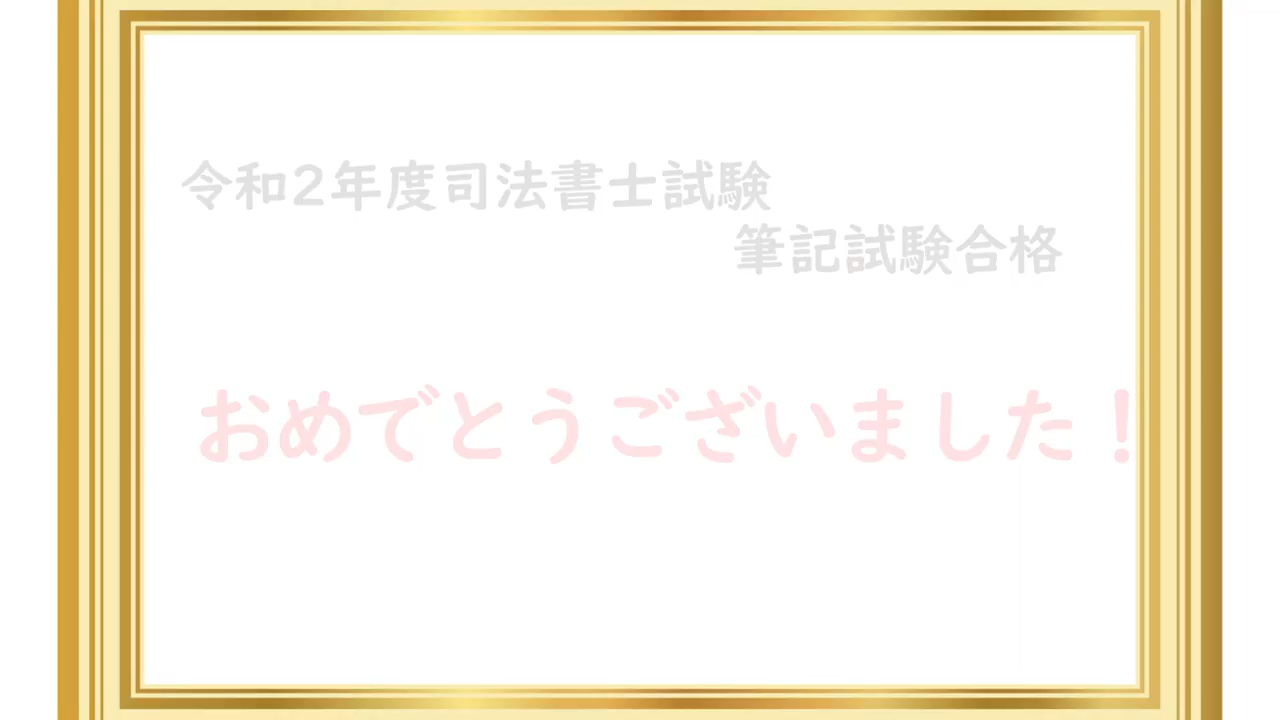 令和2年度司法書士試験
筆記試験合格
おめでとうございました！